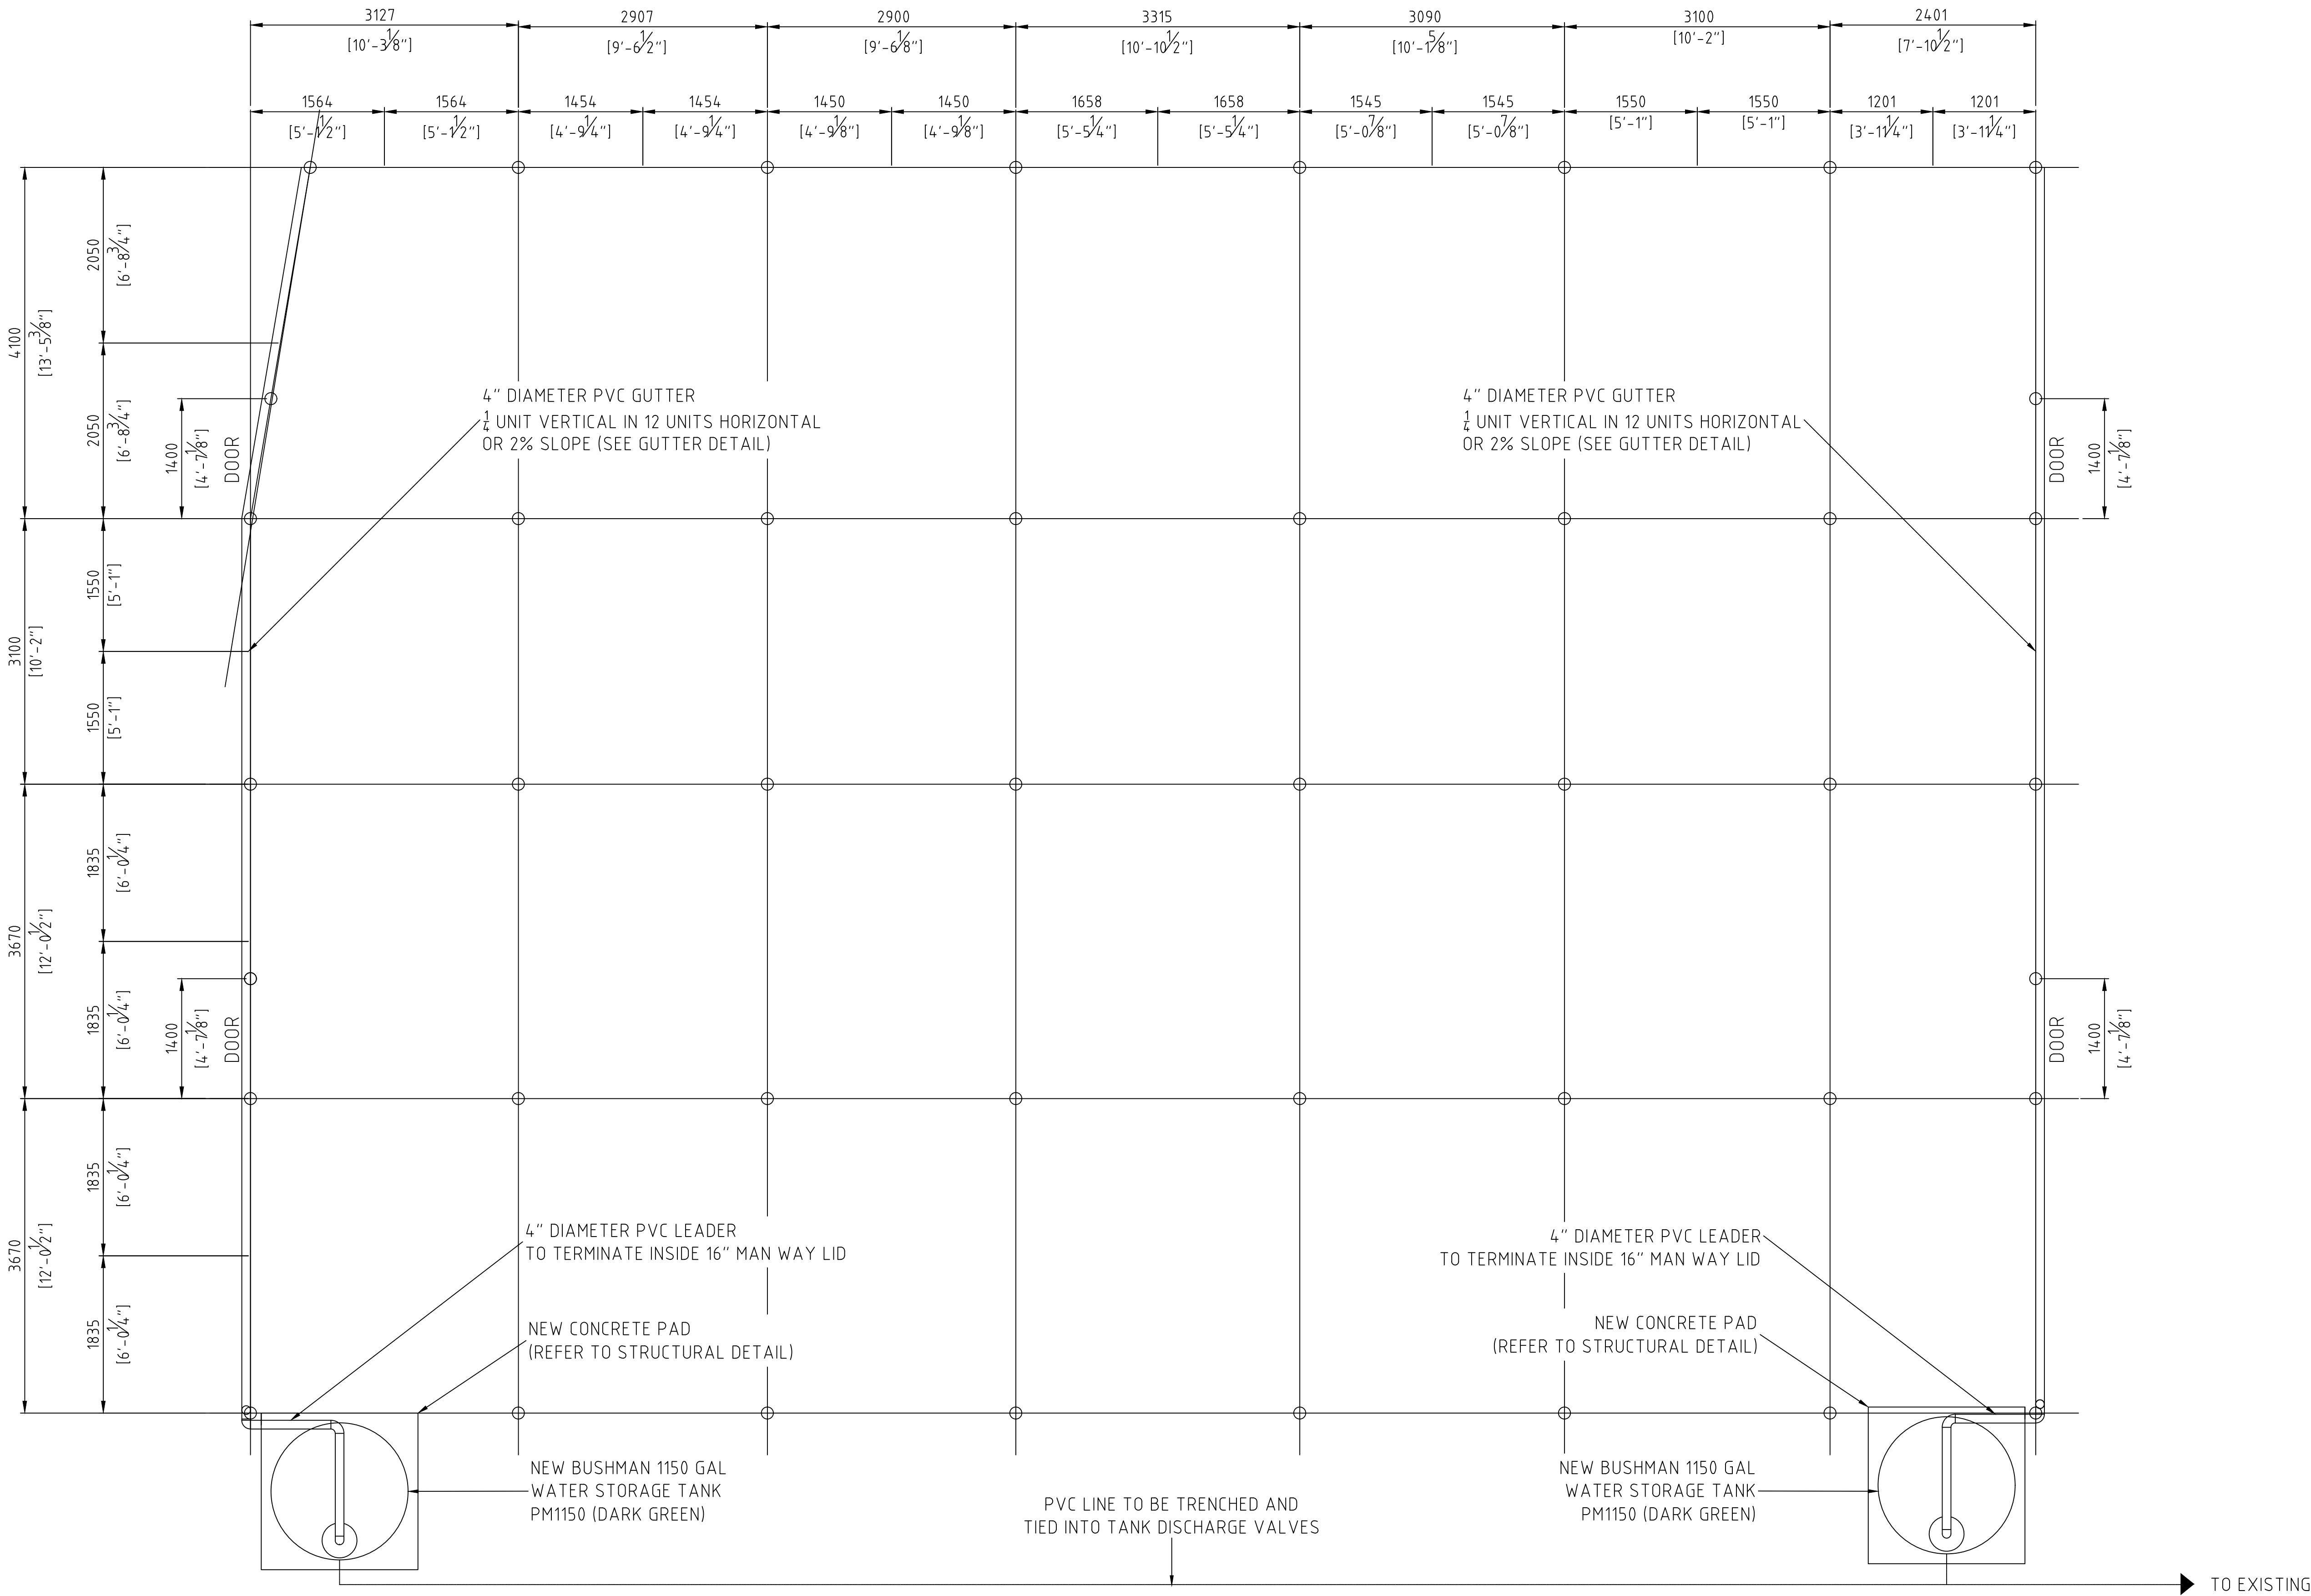 3127
2907
2900
3315
3090
3100
2401
[10'-3 1/8"]
[9'-6 1/2"]
[9'-6 1/8"]
[10'-10 1/2"]
[10'-1 5/8"]
[10'-2"]
[7'-10 1/2"]
1564
1564
1454
1454
1450
1450
1658
1658
1545
1545
1550
1550
1201
1201
[5'-1 1/2"]
[5'-1 1/2"]
[4'-9 1/4"]
[4'-9 1/4"]
[4'-9 1/8"]
[4'-9 1/8"]
[5'-5 1/4"]
[5'-5 1/4"]
[5'-0 7/8"]
[5'-0 7/8"]
[5'-1"]
[5'-1"]
[3'-11 1/4"]
[3'-11 1/4"]
4100
[13'-5 3/8"]
2050
[6'-8 3/4"]
2050
[6'-8 3/4"]
1400
[4'-7 1/8"]
DOOR
4" DIAMETER PVC GUTTER
1/4 UNIT VERTICAL IN 12 UNITS HORIZONTAL
OR 2% SLOPE (SEE GUTTER DETAIL)
4" DIAMETER PVC GUTTER
1/4 UNIT VERTICAL IN 12 UNITS HORIZONTAL
OR 2% SLOPE (SEE GUTTER DETAIL)
DOOR
1400
[4'-7 1/8"]
3100
[10'-2"]
1550
[5'-1"]
1550
[5'-1"]
3670
[12'-0 1/2"]
1835
[6'-0 1/4"]
1835
[6'-0 1/4"]
1400
[4'-7 1/8"]
DOOR
DOOR
1400
[4'-7 1/8"]
3670
[12'-0 1/2"]
1835
[6'-0 1/4"]
1835
[6'-0 1/4"]
4" DIAMETER PVC LEADER
TO TERMINATE INSIDE 16" MAN WAY LID
4" DIAMETER PVC LEADER
TO TERMINATE INSIDE 16" MAN WAY LID
NEW CONCRETE PAD
(REFER TO STRUCTURAL DETAIL)
NEW CONCRETE PAD
(REFER TO STRUCTURAL DETAIL)
NEW BUSHMAN 1150 GAL
WATER STORAGE TANK
PM1150 (DARK GREEN)
PVC LINE TO BE TRENCHED AND
TIED INTO TANK DISCHARGE VALVES
NEW BUSHMAN 1150 GAL
WATER STORAGE TANK
PM1150 (DARK GREEN)
TO EXISTING